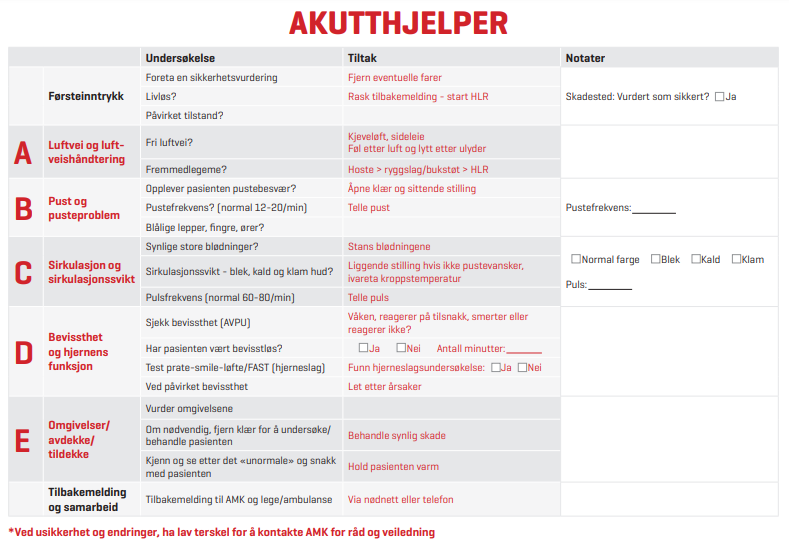 AKUTTHJELPER
Undersøkelse Tiltak Notater
Førsteinntrykk
Foreta en sikkerhetsvurdering Fjern eventuelle farer
Livløs? Rask tilbakemelding – start HLR
Påvirket tilstand?
Skadested: Vurdert som sikkert? ☐ Ja
A
Luftvei og luft-
veishåndtering
Fri luftvei? Kjeveløft, sideleie
Føl etter luft og lytt etter ulyder
Fremmedlegeme? Hoste > ryggslag/bukstøt > HLR
B
Pust og
pusteproblem
Opplever pasienten pustebesvær? Åpne klær og sittende stilling
Pustefrekvens? (normal 12–20/min) Telle pust
Blålige lepper, fingre, ører?
Pustefrekvens:________
C
Sirkulasjon og
sirkulasjonssvikt
Synlige store blødninger? Stans blødningene
Sirkulasjonssvikt - blek, kald og klam hud? Liggende stilling hvis ikke pustevansker,
ivareta kroppstemperatur
Pulsfrekvens (normal 60-80/min) Telle puls
☐ Normal farge ☐ Blek ☐ Kald ☐ Klam
Puls:________
D
Bevissthet
og hjernens
funksjon
Sjekk bevissthet (AVPU) Våken, reagerer på tilsnakk, smerter eller
reagerer ikke?
Har pasienten vært bevisstløs? ☐ Ja ☐ Nei Antall minutter:_______
Test prate-smile-løfte/FAST (hjerneslag) Funn hjerneslagsundersøkelse: ☐ Ja ☐ Nei
Ved påvirket bevissthet Let etter årsaker
E
Omgivelser/
avdekke/
tildekke
Vurder omgivelsene
Om nødvendig, fjern klær for å undersøke/
behandle pasienten
Behandle synlig skade
Kjenn og se etter det «unormale» og snakk
med pasienten
Hold pasienten varm
Tilbakemelding
og samarbeid
Tilbakemelding til AMK og lege/ambulanse Via nødnett eller telefon
*Ved usikkerhet og endringer, ha lav terskel for å kontakte AMK for råd og veiledning